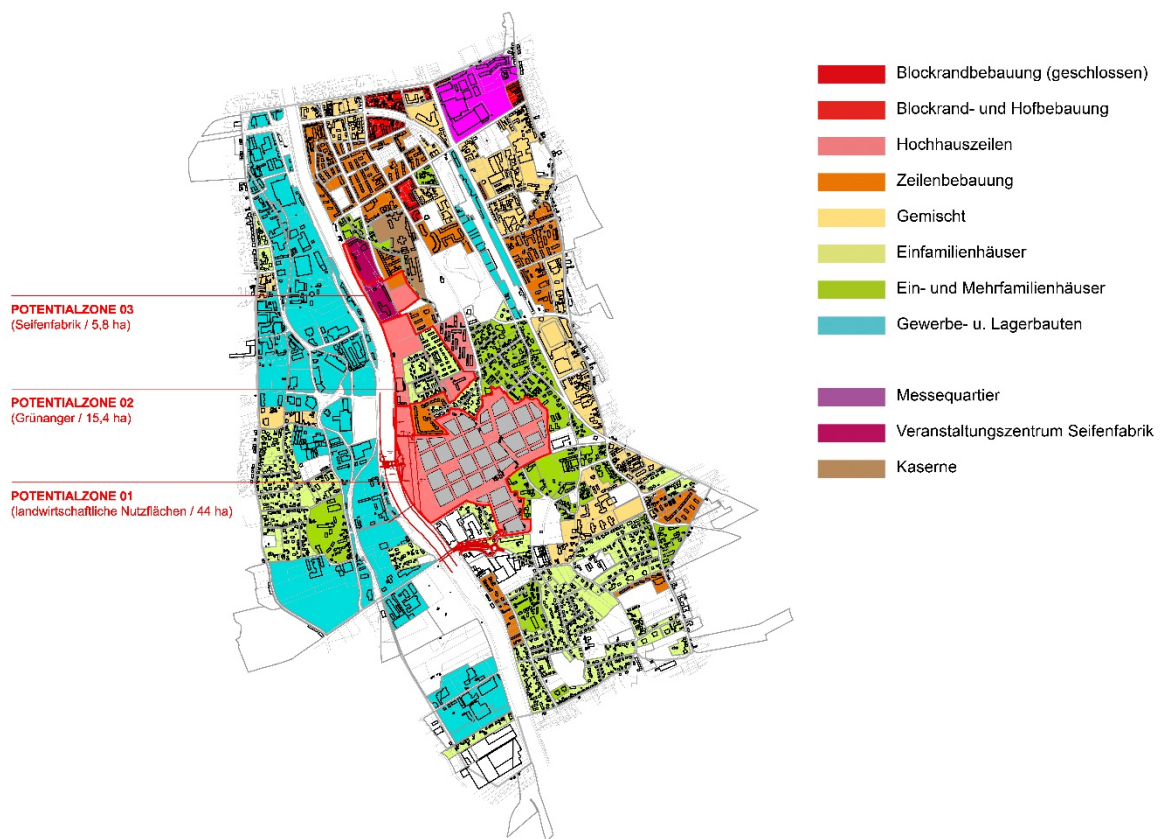 Blockrandbebauung (geschlossen)
Blockrand- und Hofbebauung
Hochhauszeilen
Zeilenbebauung
Gemischt
Einfamilienhäuser
Ein- und Mehrfamilienhäuser
Gewerbe- u. Lagerbauten
Messequartier
Veranstaltungszentrum Seifenfabrik
Kaserne
POTENTIALZONE 03
(Seifenfabrik / 5,8 ha)
POTENTIALZONE 02
(Grünanger / 15,4 ha)
POTENTIALZONE 01
(landwirtschaftliche Nutzflächen / 44 ha)